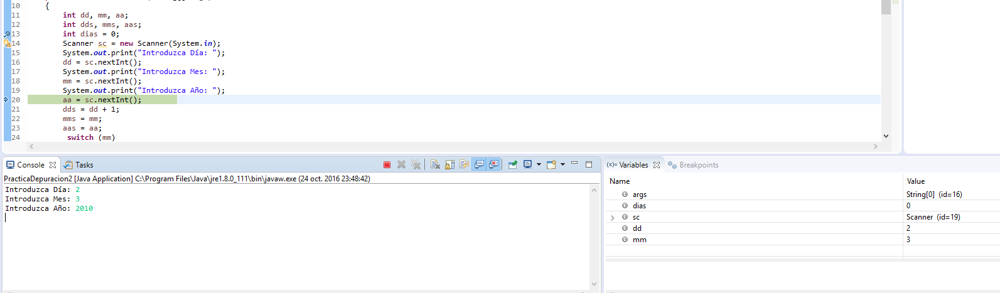 10 {
11 int dd, mm, aa;
12 int dds, mms, aas;
13 int dias = 0;
14 Scanner sc = new Scanner(System.in);
15 System.out.print("Introduzca Día: ");
16 dd = sc.nextInt();
17 System.out.print("Introduzca Mes: ");
18 mm = sc.nextInt();
19 System.out.print("Introduzca Año: ");
20 aa = sc.nextInt();
21 dds = dd + 1;
22 mms = mm;
23 aas = aa;
24 switch (mm)
Console Tasks
PracticaDepuracion2 [Java Application] C:\Program Files\Java\jre1.8.0_111\bin\javaw.exe (24 oct. 2016 23:48:42)
Introduzca Día: 2
Introduzca Mes: 3
Introduzca Año: 2010
(x)= Variables Breakpoints
Name Value
args String[0] (id=16)
dias 0
sc Scanner (id=19)
dd 2
mm 3